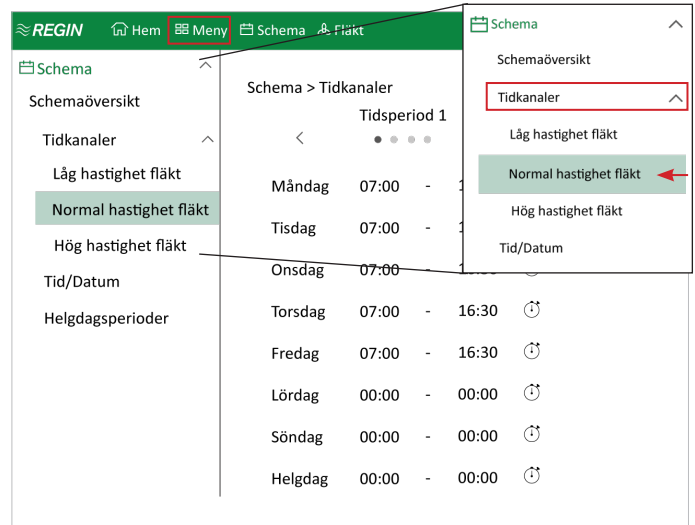 REGIN Hem Meny Schema Fläkt
Schema
Schemaöversikt
Tidkanaler
Låg hastighet fläkt
Normal hastighet fläkt
Hög hastighet fläkt
Tid/Datum
Helgdagsperioder
Schema > Tidkanaler
Tidsperiod 1
Måndag 07:00 -
Tisdag 07:00 -
Onsdag 07:00 -
Torsdag 07:00 - 16:30
Fredag 07:00 - 16:30
Lördag 00:00 - 00:00
Söndag 00:00 - 00:00
Helgdag 00:00 - 00:00
Schema
Schemaöversikt
Tidkanaler
Låg hastighet fläkt
Normal hastighet fläkt
Hög hastighet fläkt
Tid/Datum